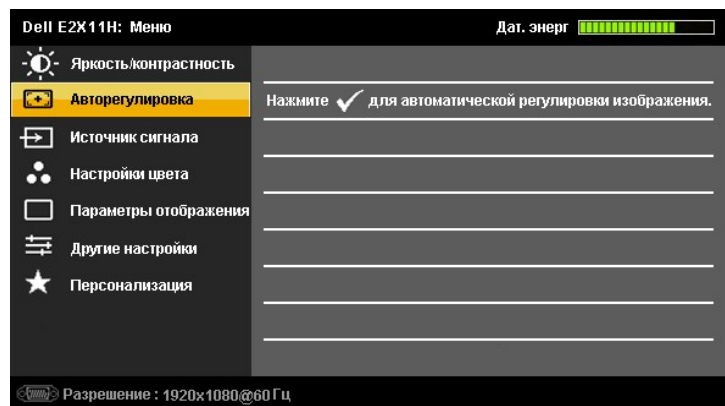 Dell E2X11H: Меню
Дат. энерг
Яркость/контрастность
Авторегулировка
Нажмите для автоматической регулировки изображения.
Источник сигнала
Настройки цвета
Параметры отображения
Другие настройки
Персонализация
Разрешение : 1920x1080@60 Гц